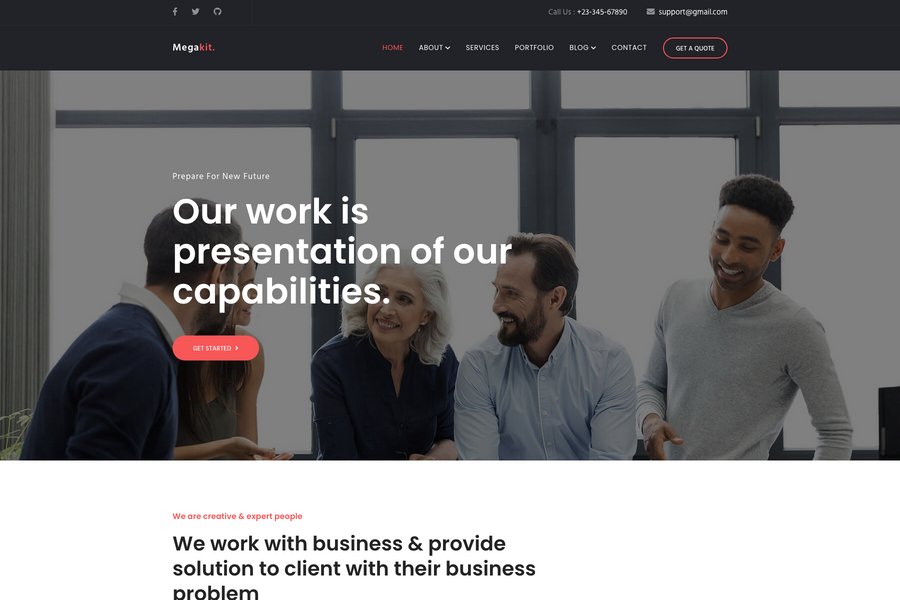 Call Us : +23-345-67890 support@gmail.com
Megakit. HOME ABOUT SERVICES PORTFOLIO BLOG CONTACT GET A QUOTE
Prepare For New Future
Our work is
presentation of our
capabilities.
GET STARTED
We are creative & expert people
We work with business & provide
solution to client with their business
problem